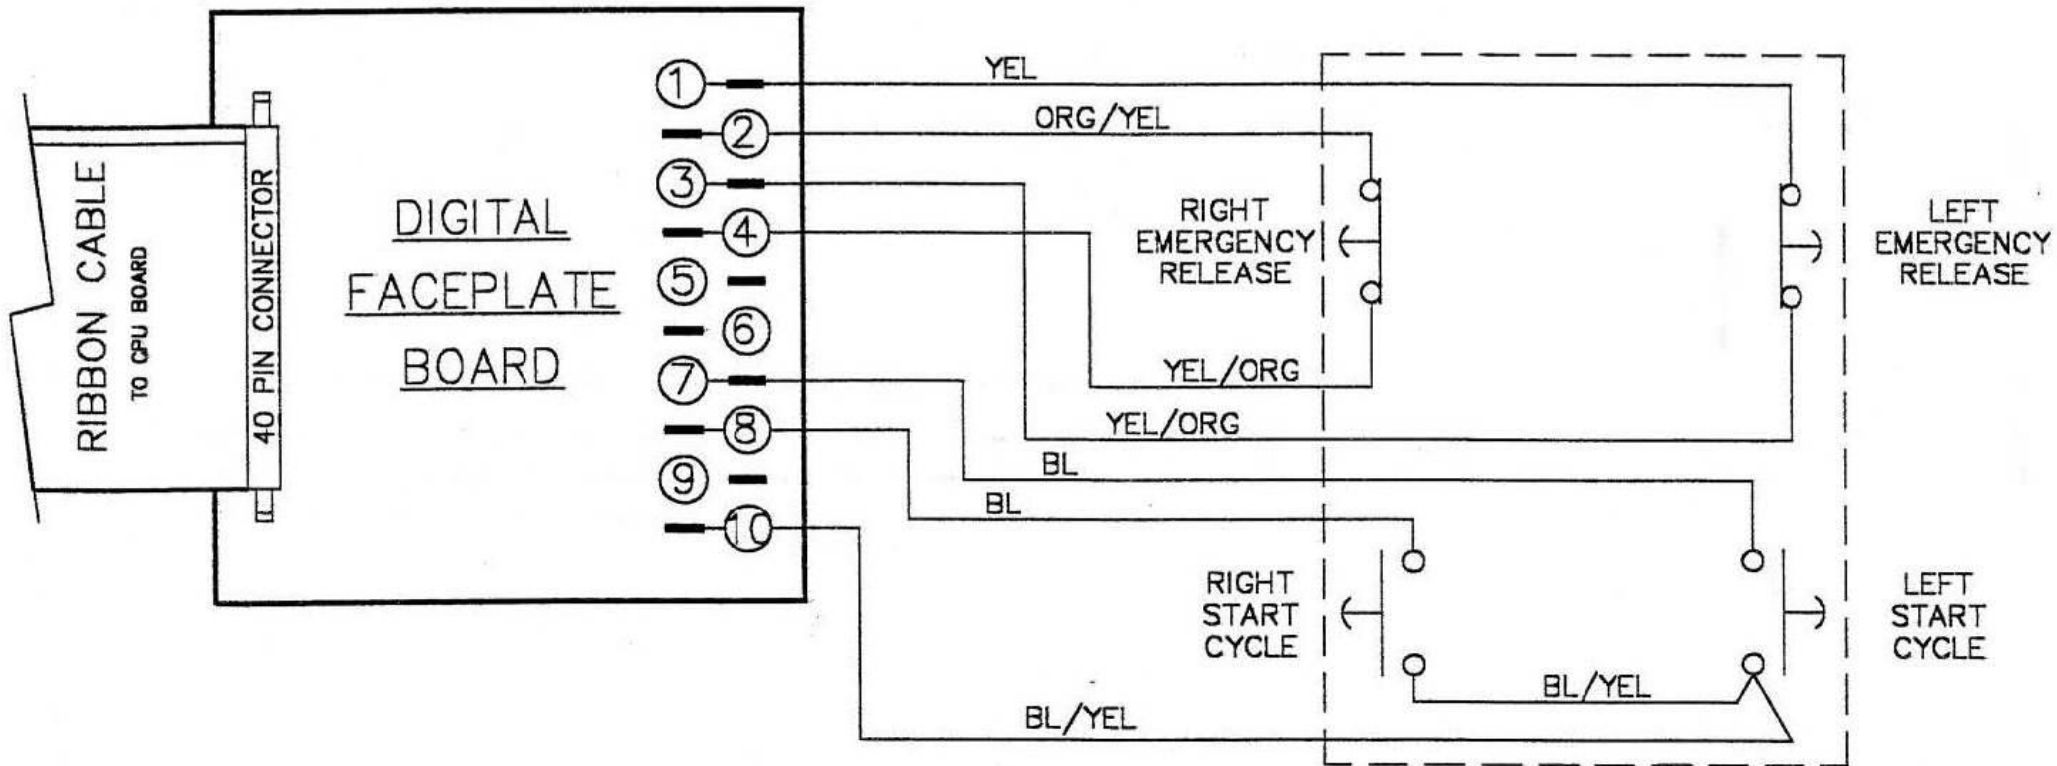 RIBBON CABLE
TO CPU BOARD
40 PIN CONNECTOR
DIGITAL
FACEPLATE
BOARD
1
2
3
4
5
6
7
8
9
10
YEL
ORG/YEL
RIGHT
EMERGENCY
RELEASE
LEFT
EMERGENCY
RELEASE
YEL/ORG
YEL/ORG
BL
BL
RIGHT
START
CYCLE
LEFT
START
CYCLE
BL/YEL
BL/YEL